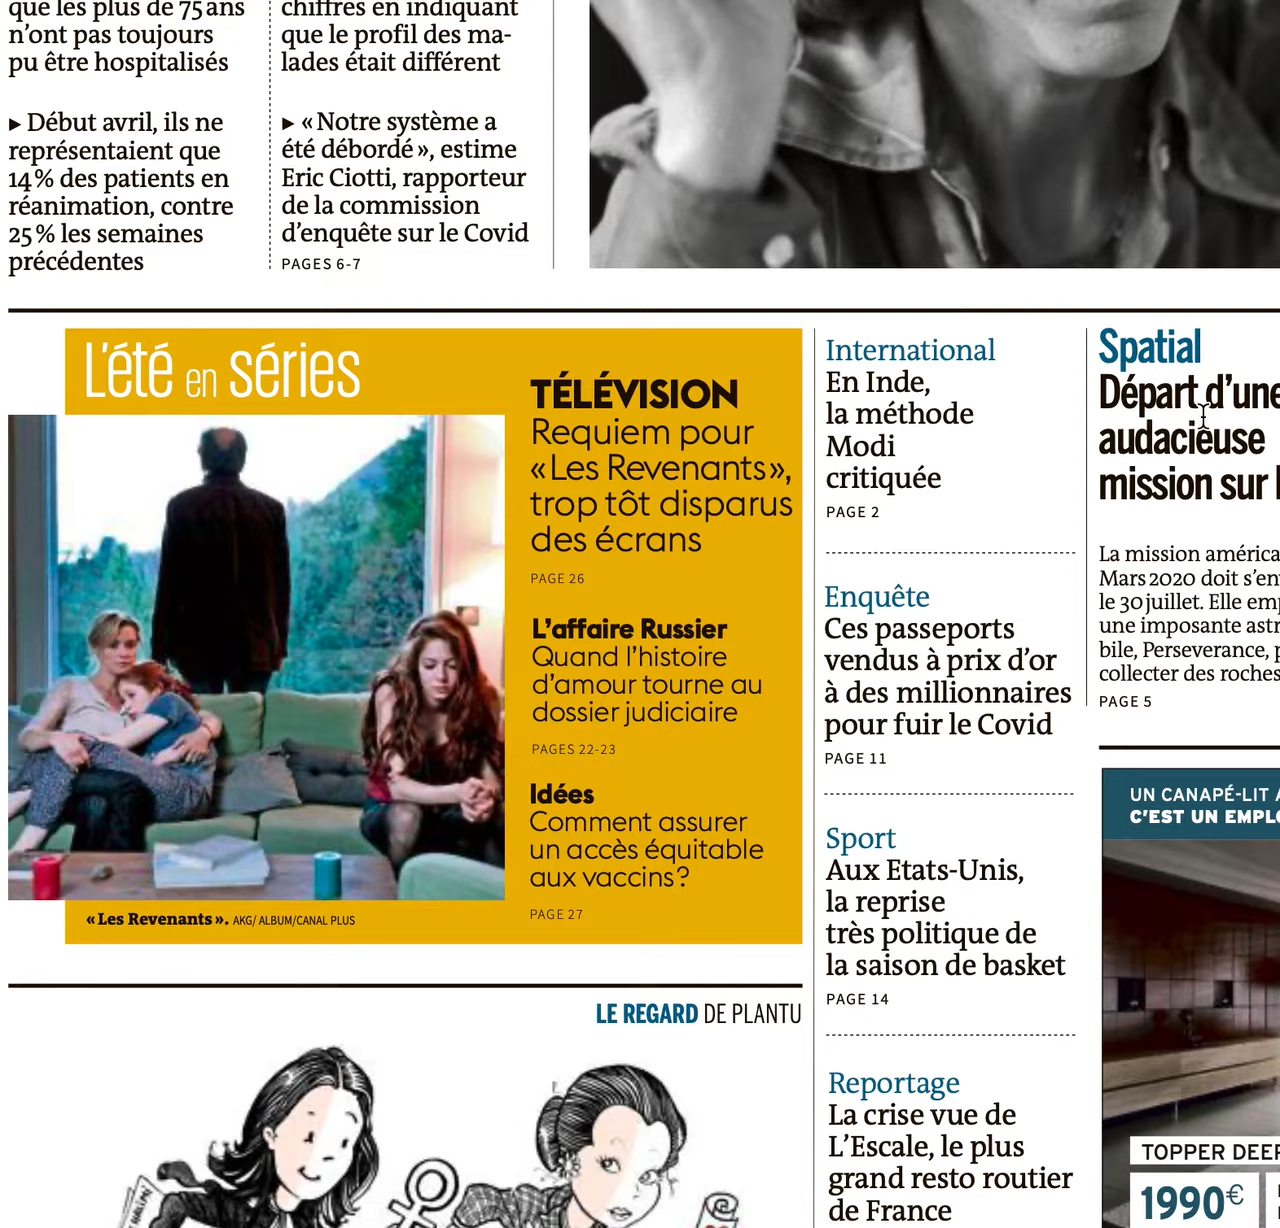 que les plus de 75 ans
n'ont pas toujours
pu être hospitalisés
▸ Début avril, ils ne
représentaient que
14 % des patients en
réanimation, contre
25 % les semaines
précédentes
chiffres en indiquant
que le profil des ma-
lades était différent
▸ « Notre système a
été débordé », estime
Eric Ciotti, rapporteur
de la commission
d'enquête sur le Covid
PAGES 6-7
L'été en séries
TÉLÉVISION
Requiem pour
« Les Revenants »,
trop tôt disparus
des écrans
PAGE 26
L'affaire Russier
Quand l'histoire
d'amour tourne au
dossier judiciaire
PAGES 22-23
Idées
Comment assurer
un accès équitable
aux vaccins ?
PAGE 27
« Les Revenants ». AKG/ ALBUM/CANAL PLUS
LE REGARD DE PLANTU
International
En Inde,
la méthode
Modi
critiquée
PAGE 2
Enquête
Ces passeports
vendus à prix d'or
à des millionnaires
pour fuir le Covid
PAGE 11
Sport
Aux Etats-Unis,
la reprise
très politique de
la saison de basket
PAGE 14
Reportage
La crise vue de
L'Escale, le plus
grand resto routier
de France
Spatial
Départ d'une
audacieuse
mission sur
La mission américa
Mars 2020 doit s'en
le 30 juillet. Elle em
une imposante astr
bile, Perseverance, p
collecter des roches
PAGE 5
UN CANAPÉ-LIT
C'EST UN EMPL
TOPPER DEE
1990€